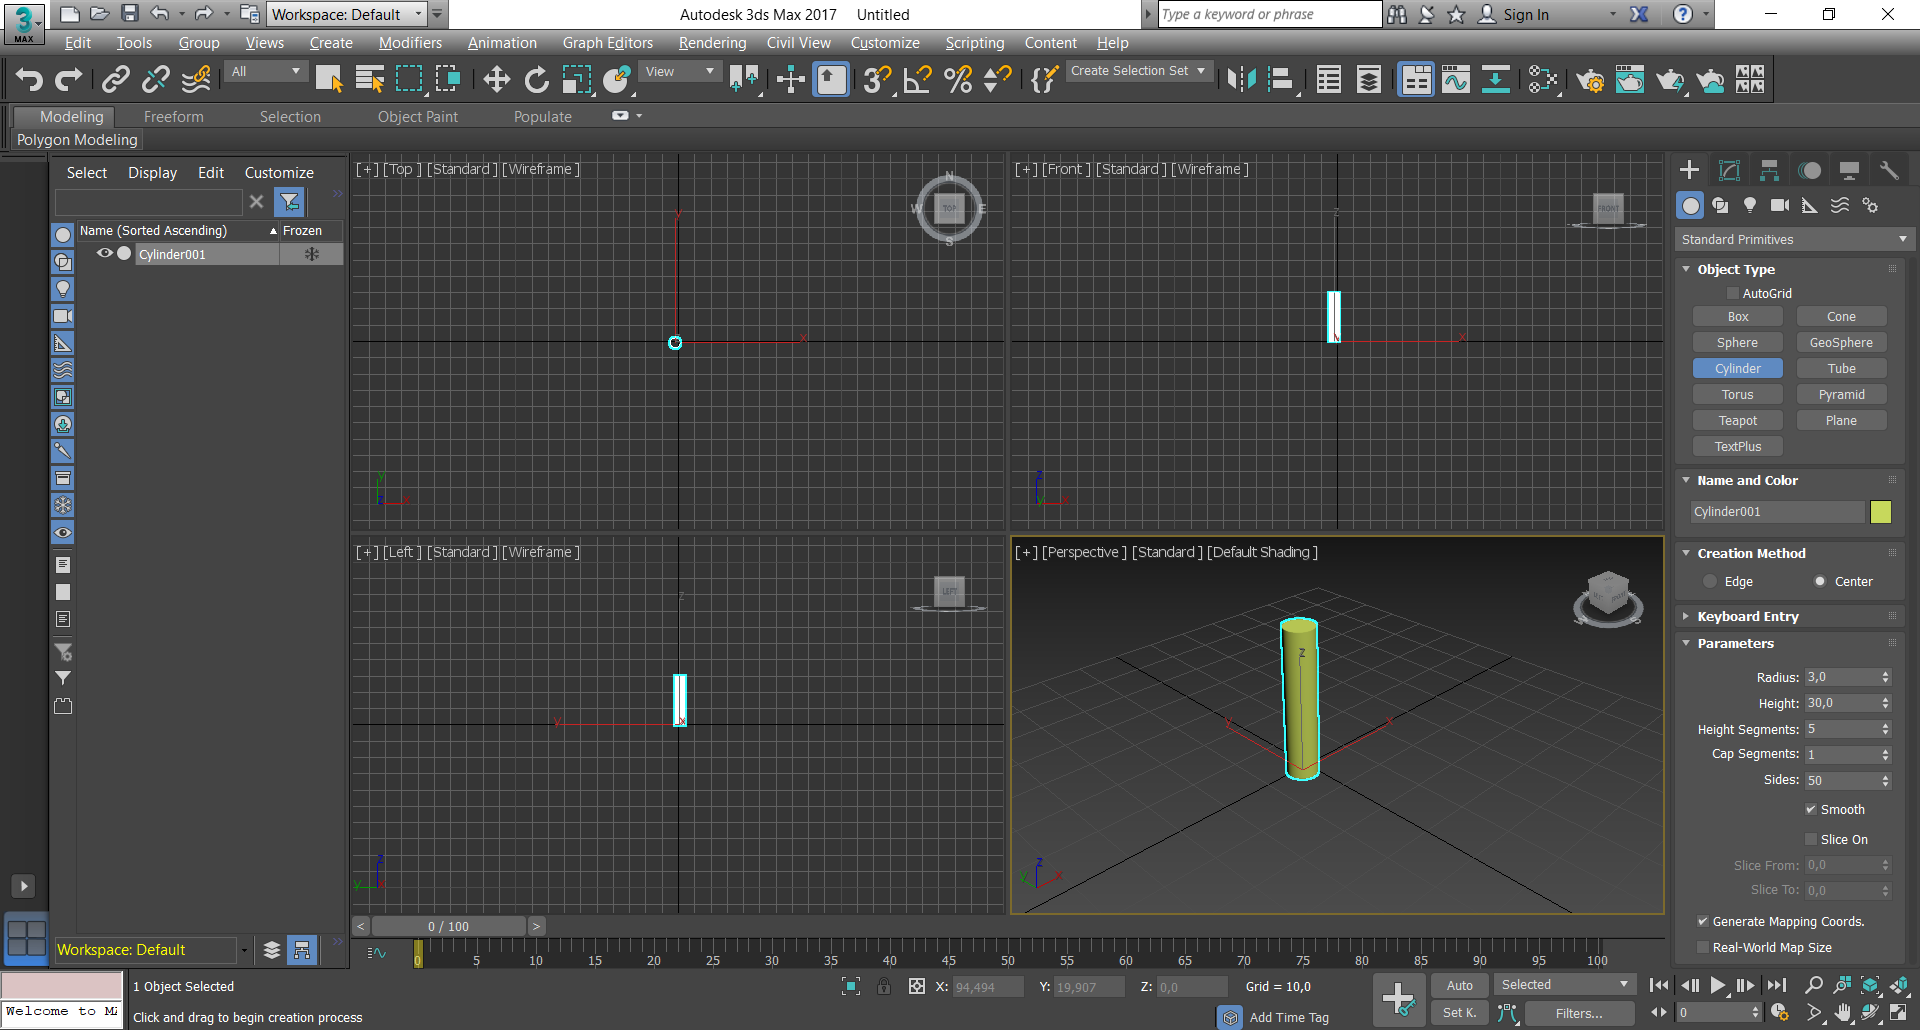 Workspace: Default
Autodesk 3ds Max 2017 Untitled
Type a keyword or phrase
Sign In
3
MAX
Edit Tools Group Views Create Modifiers Animation Graph Editors Rendering Civil View Customize Scripting Content Help
All
View
Create Selection Set
Modeling Freeform Selection Object Paint Populate
Polygon Modeling
Select Display Edit Customize
Name (Sorted Ascending) Frozen
Cylinder001
Workspace: Default
[+] [Top ] [Standard ] [Wireframe ]
N
W TOP E
S
y
x
y
z x
[+] [Front ] [Standard ] [Wireframe ]
FRONT
z
x
z
y x
[+] [Left ] [Standard ] [Wireframe ]
LEFT
z
y x
z
y x
[+] [Perspective ] [Standard ] [Default Shading ]
z
y x
z
y x
Standard Primitives
Object Type
AutoGrid
Box Cone
Sphere GeoSphere
Cylinder Tube
Torus Pyramid
Teapot Plane
TextPlus
Name and Color
Cylinder001
Creation Method
Edge Center
Keyboard Entry
Parameters
Radius: 3,0
Height: 30,0
Height Segments: 5
Cap Segments: 1
Sides: 50
Smooth
Slice On
Slice From: 0,0
Slice To: 0,0
Generate Mapping Coords.
Real-World Map Size
< 0 / 100 >
0 5 10 15 20 25 30 35 40 45 50 55 60 65 70 75 80 85 90 95 100
1 Object Selected
X: 94,494 Y: 19,907 Z: 0,0 Grid = 10,0
Auto Selected
Welcome to MA
Click and drag to begin creation process
Add Time Tag
Set K. Filters...
0